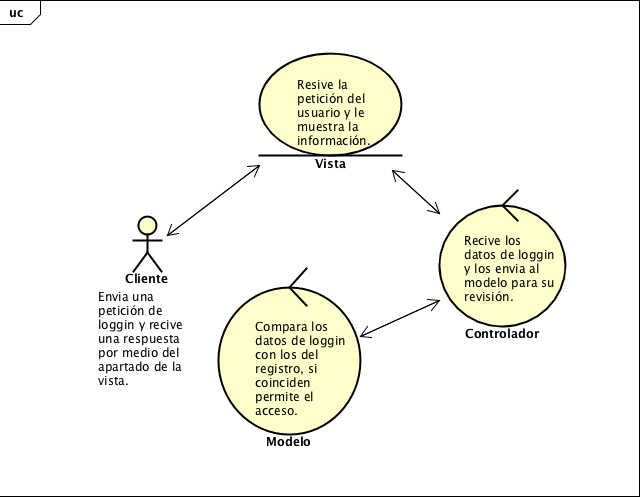 uc
Resive la
petición del
usuario y le
muestra la
información.
Vista
Recive los
datos de loggin
y los envia al
modelo para su
revisión.
Controlador
Cliente
Envia una
petición de
loggin y recive
una respuesta
por medio del
apartado de la
vista.
Compara los
datos de loggin
con los del
registro, si
coinciden
permite el
acceso.
Modelo